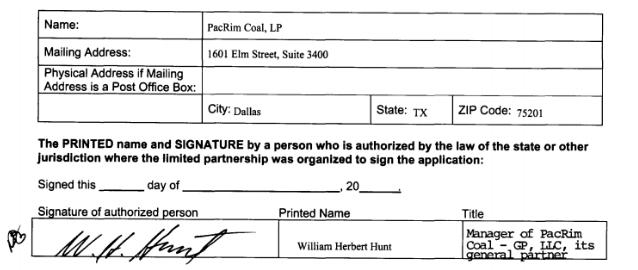 Name: PacRim Coal, LP
Mailing Address: 1601 Elm Street, Suite 3400
Physical Address if Mailing
Address is a Post Office Box:
City: Dallas State: TX ZIP Code: 75201
The PRINTED name and SIGNATURE by a person who is authorized by the law of the state or other
jurisdiction where the limited partnership was organized to sign the application:
Signed this ______ day of ______________________, 20_____.
Signature of authorized person Printed Name Title
W. H. Hunt William Herbert Hunt Manager of PacRim
Coal - GP, LLC, its
general partner